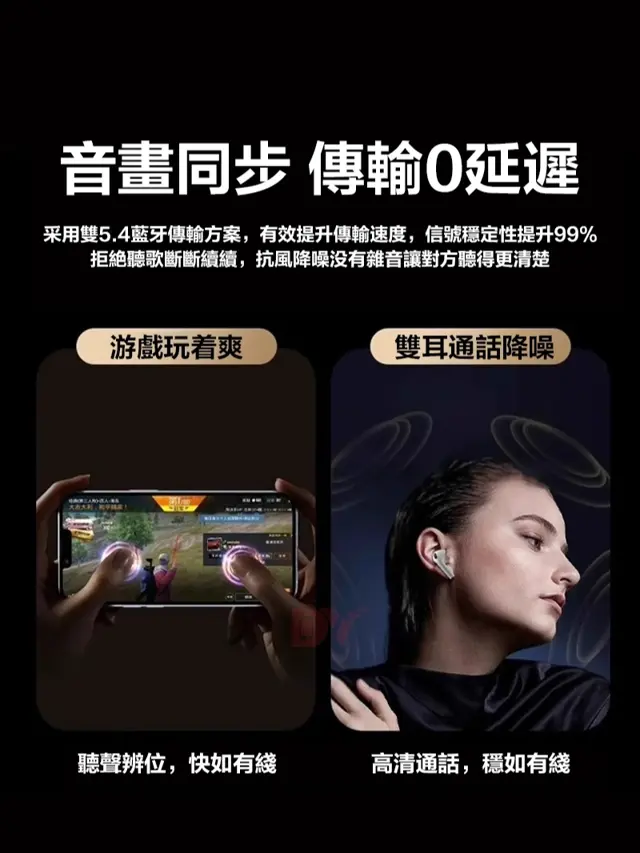 音畫同步 傳輸0延遲
采用雙5.4藍牙傳輸方案，有效提升傳輸速度，信號穩定性提升99%
拒絶聽歌斷斷續續，抗風降噪没有雜音讓對方聽得更清楚
游戲玩着爽
雙耳通話降噪
聽聲辨位，快如有綫
高清通話，穩如有綫